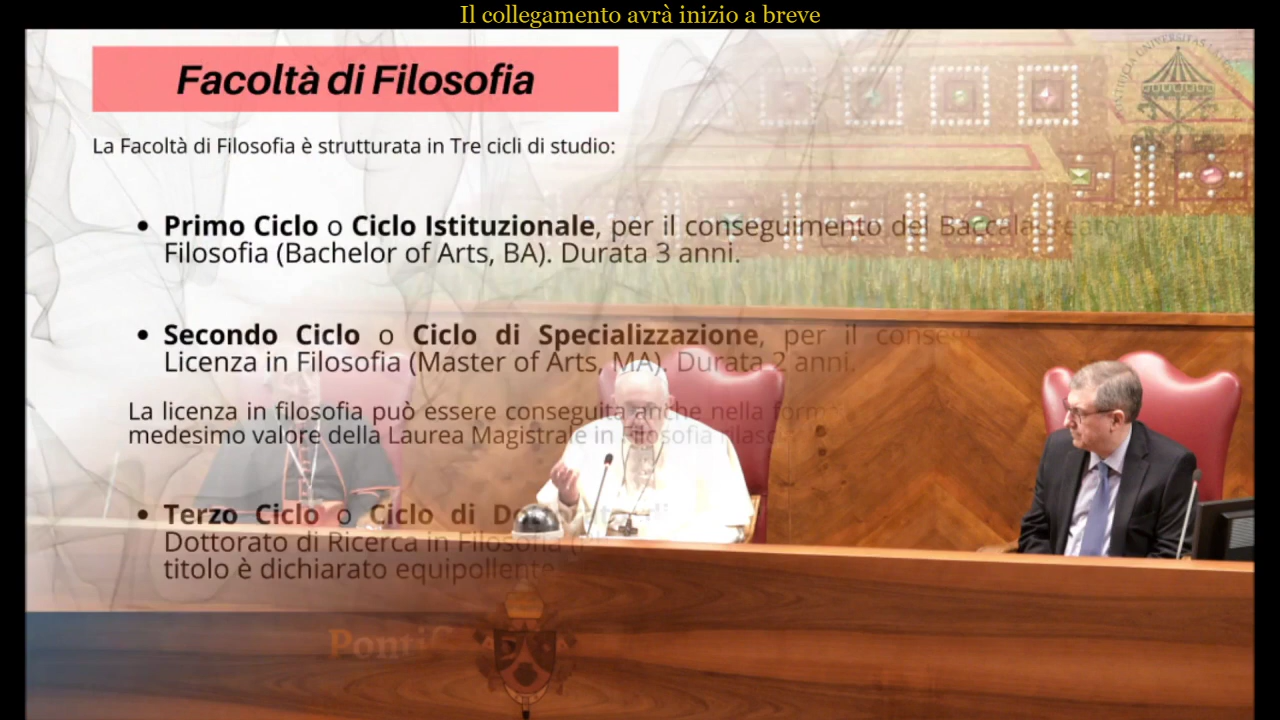 Il collegamento avrà inizio a breve
Facoltà di Filosofia
La Facoltà di Filosofia è strutturata in Tre cicli di studio:
• Primo Ciclo o Ciclo Istituzionale, per il conseguimento del Baccalaureato
Filosofia (Bachelor of Arts, BA). Durata 3 anni.
• Secondo Ciclo o Ciclo di Specializzazione, per il
Licenza in Filosofia (Master of Arts, MA). Durata 2 anni.
La licenza in filosofia può essere conseguita anche nella
medesimo valore della Laurea Magistrale in Filosofia
• Terzo Ciclo o Ciclo di Dottorato di
Dottorato di Ricerca in Filosofia
titolo è dichiarato equipollente